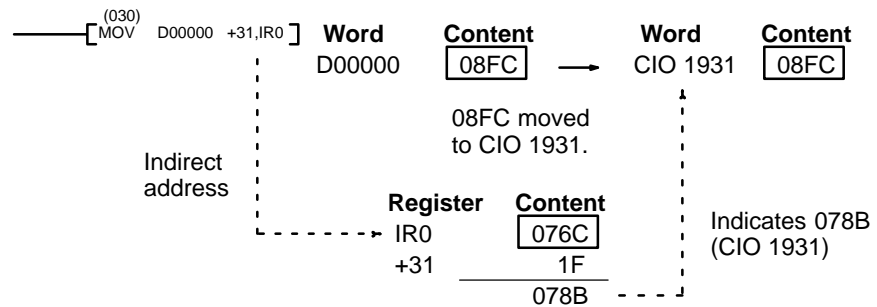 (030)
[MOV D00000 +31,IR0]
Word Content Word Content
D00000 08FC CIO 1931 08FC
08FC moved
to CIO 1931.
Indirect
address
Register Content
IR0 076C
+31 1F
078B
Indicates 078B
(CIO 1931)